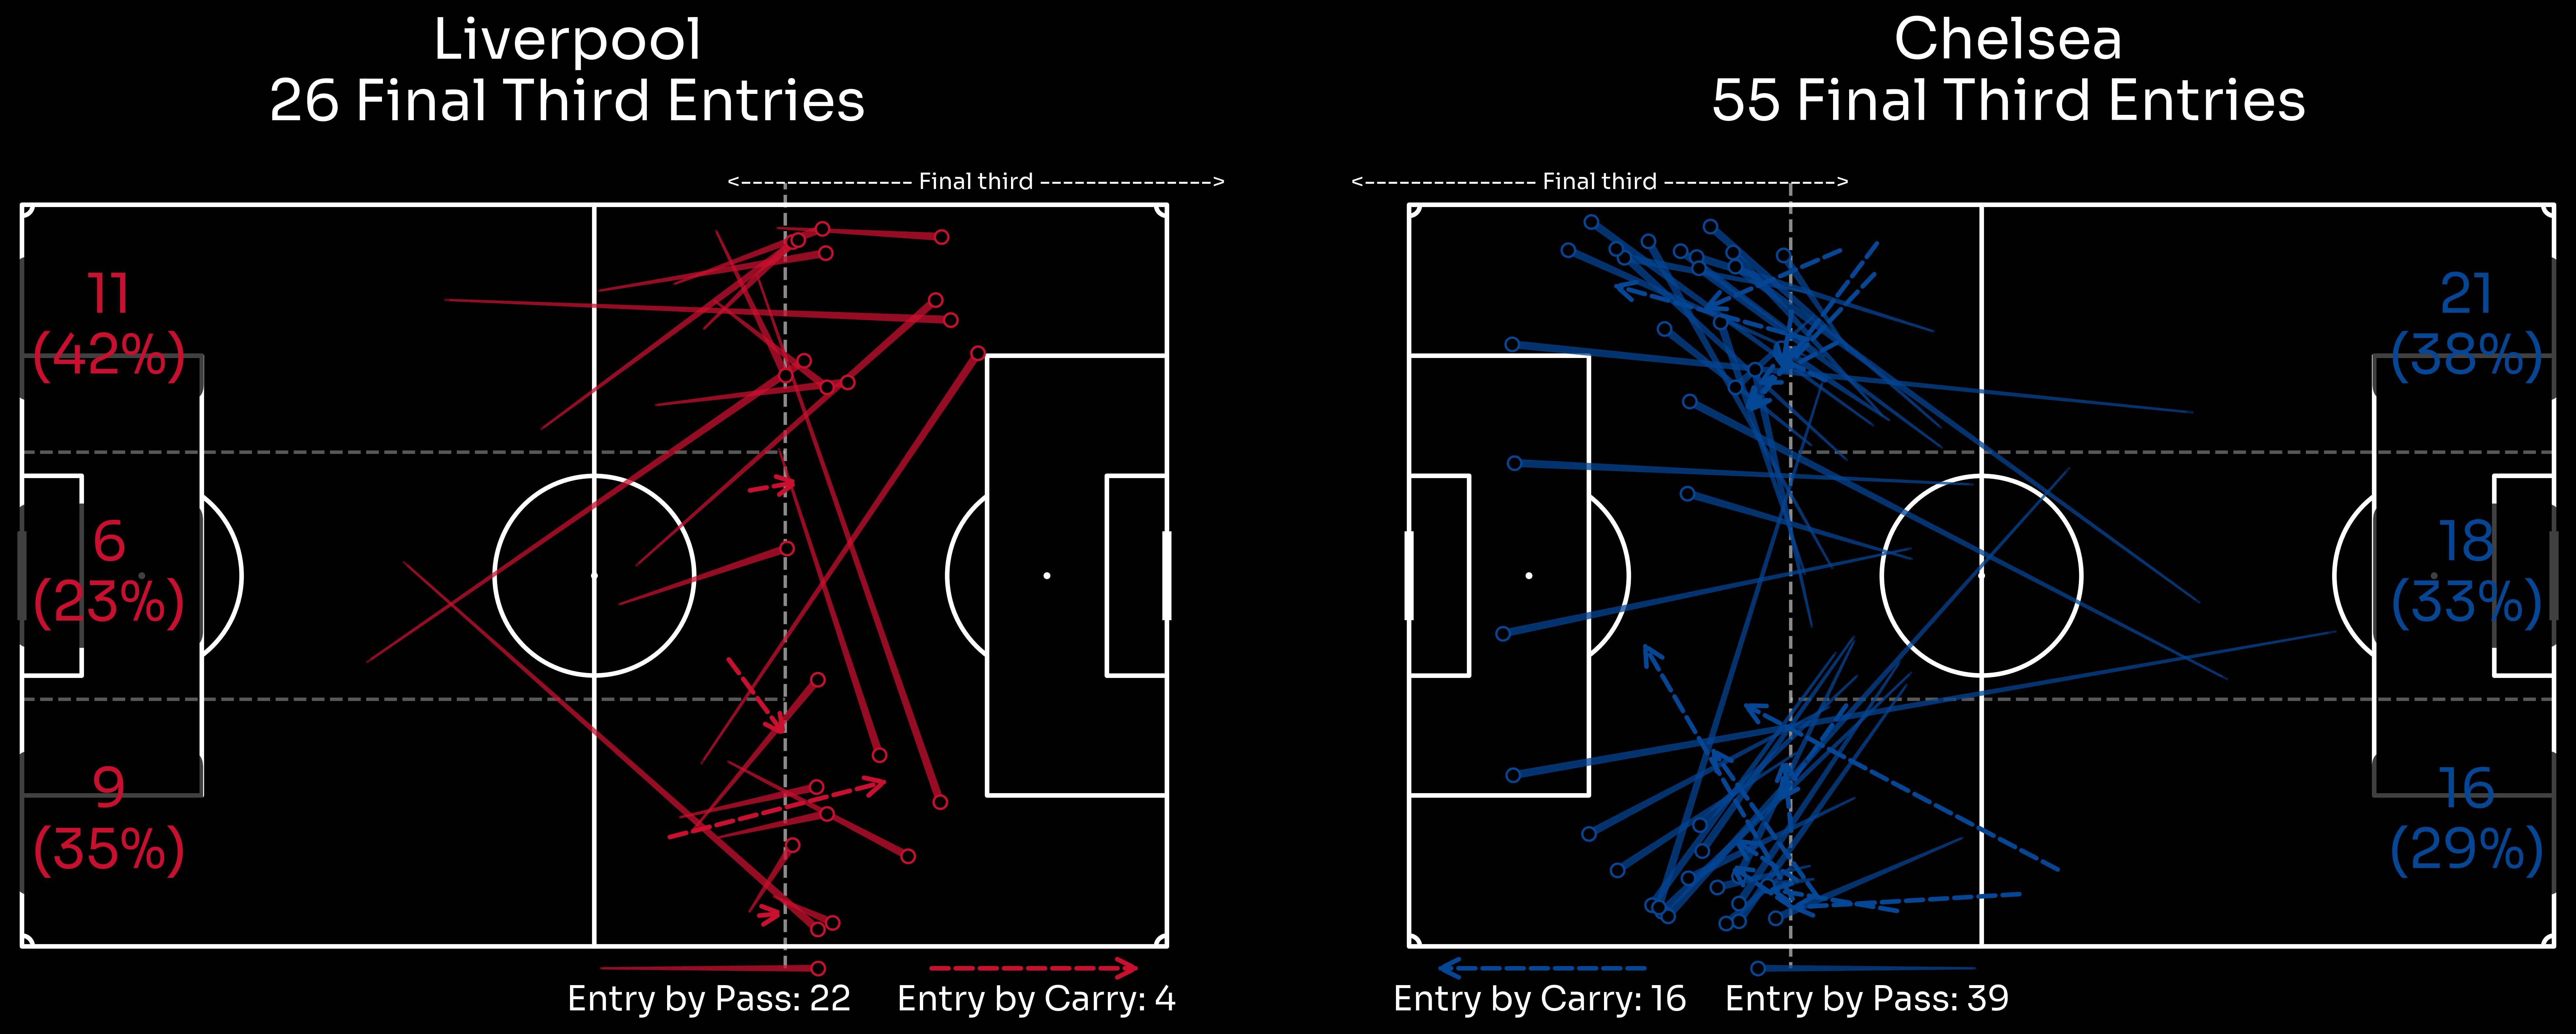 Liverpool
26 Final Third Entries
Chelsea
55 Final Third Entries
<-------------- Final third -------------->
<-------------- Final third -------------->
11
(42%)
6
(23%)
9
(35%)
21
(38%)
18
(33%)
16
(29%)
Entry by Pass: 22
Entry by Carry: 4
Entry by Carry: 16
Entry by Pass: 39